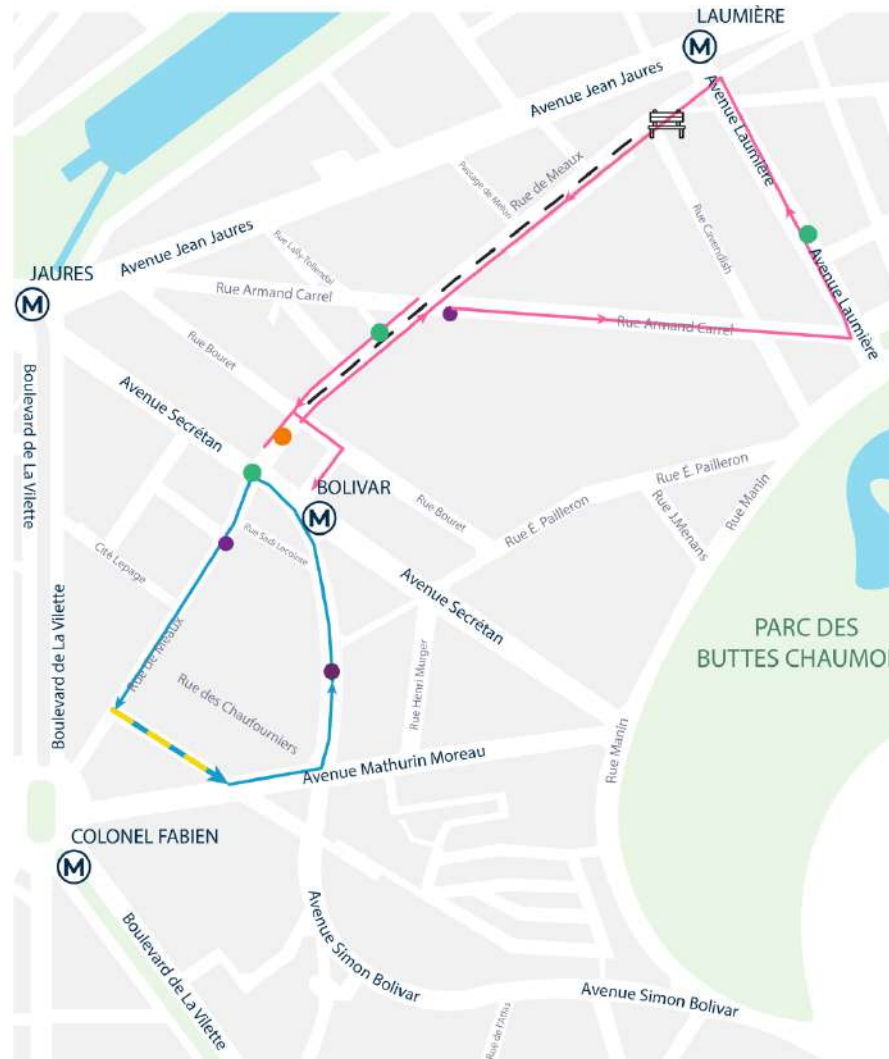 LAUMIÈRE
M
Avenue Jean Jaures
Avenue Laumière
Passage de Melun
Rue de Meaux
Rue Cavendish
Rue Lally-Tollendal
Avenue Jean Jaures
JAURES
M
Rue Armand Carrel
Avenue Laumière
Rue Armand Carrel
Rue Bouret
Boulevard de La Vilette
Avenue Secrétan
BOLIVAR
M
Rue É. Pailleron
Rue Bouret
Rue É. Pailleron
Rue J.Menans
Rue Manin
Rue Sadi Lecointe
Cité Lepage
Avenue Secrétan
Boulevard de La Vilette
Rue de Meaux
PARC DES
BUTTES CHAUMO
Rue Henri Murger
Rue des Chaufourniers
Rue Manin
Avenue Mathurin Moreau
COLONEL FABIEN
M
Boulevard de La Vilette
Avenue Simon Bolivar
Avenue Simon Bolivar
Rue de l'Atlas